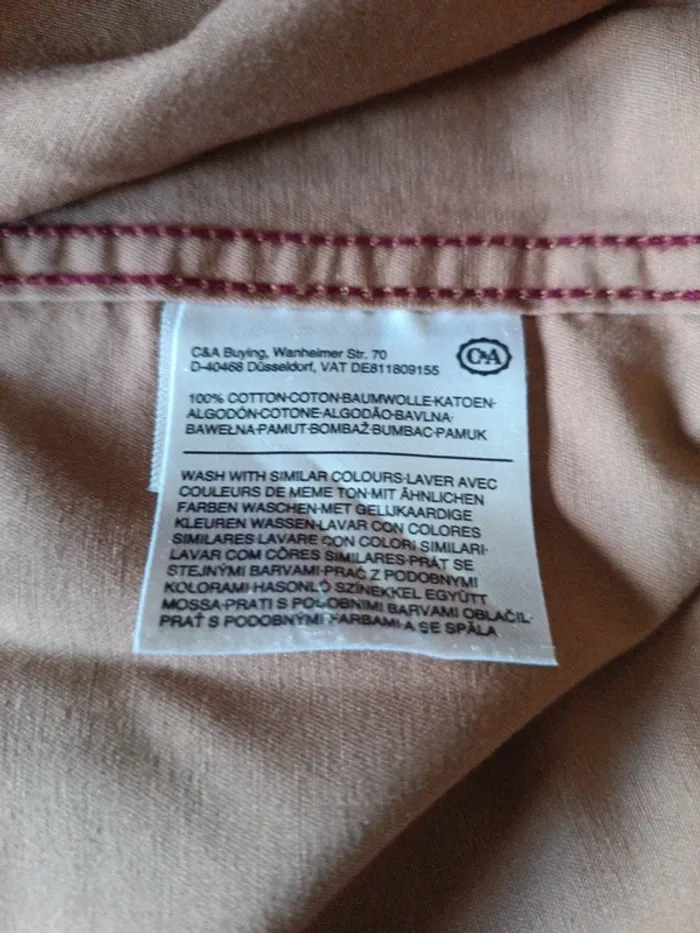 C&A Buying, Wanheimer Str. 70
D-40468 Düsseldorf, VAT DE811809155
C&A
100% COTTON·COTON·BAUMWOLLE·KATOEN·
ALGODÓN·COTONE·ALGODÃO·BAVLNA·
BAWEŁNA·PAMUT·BOMBAŽ·BUMBAC·PAMUK
WASH WITH SIMILAR COLOURS·LAVER AVEC
COULEURS DE MEME TON·MIT ÄHNLICHEN
FARBEN WASCHEN·MET GELIJKAARDIGE
KLEUREN WASSEN·LAVAR CON COLORES
SIMILARES·LAVARE CON COLORI SIMILARI·
LAVAR COM CÔRES SIMILARES·PRÁT SE
STEJNÝMI BARVAMI·PRAĆ Z PODOBNYMI
KOLORAMI·HASONLÓ SZÍNEKKEL EGYÜTT
MOSSA·PRATI S PODOBNIMI BARVAMI OBLAČIL·
PRAŤ S PODOBNÝMI FARBAMI·A SE SPĂLA